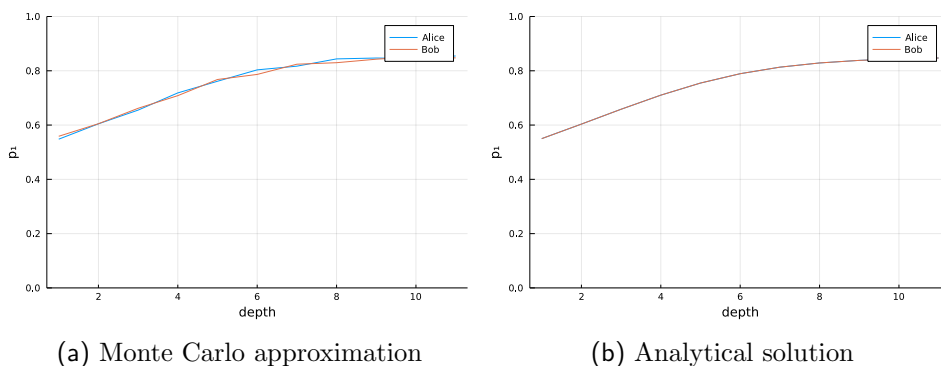 1.0
0.8
0.6
0.4
0.2
0.0
p₁
2
4
6
8
10
depth
Alice
Bob
(a) Monte Carlo approximation
1.0
0.8
0.6
0.4
0.2
0.0
p₁
2
4
6
8
10
depth
Alice
Bob
(b) Analytical solution